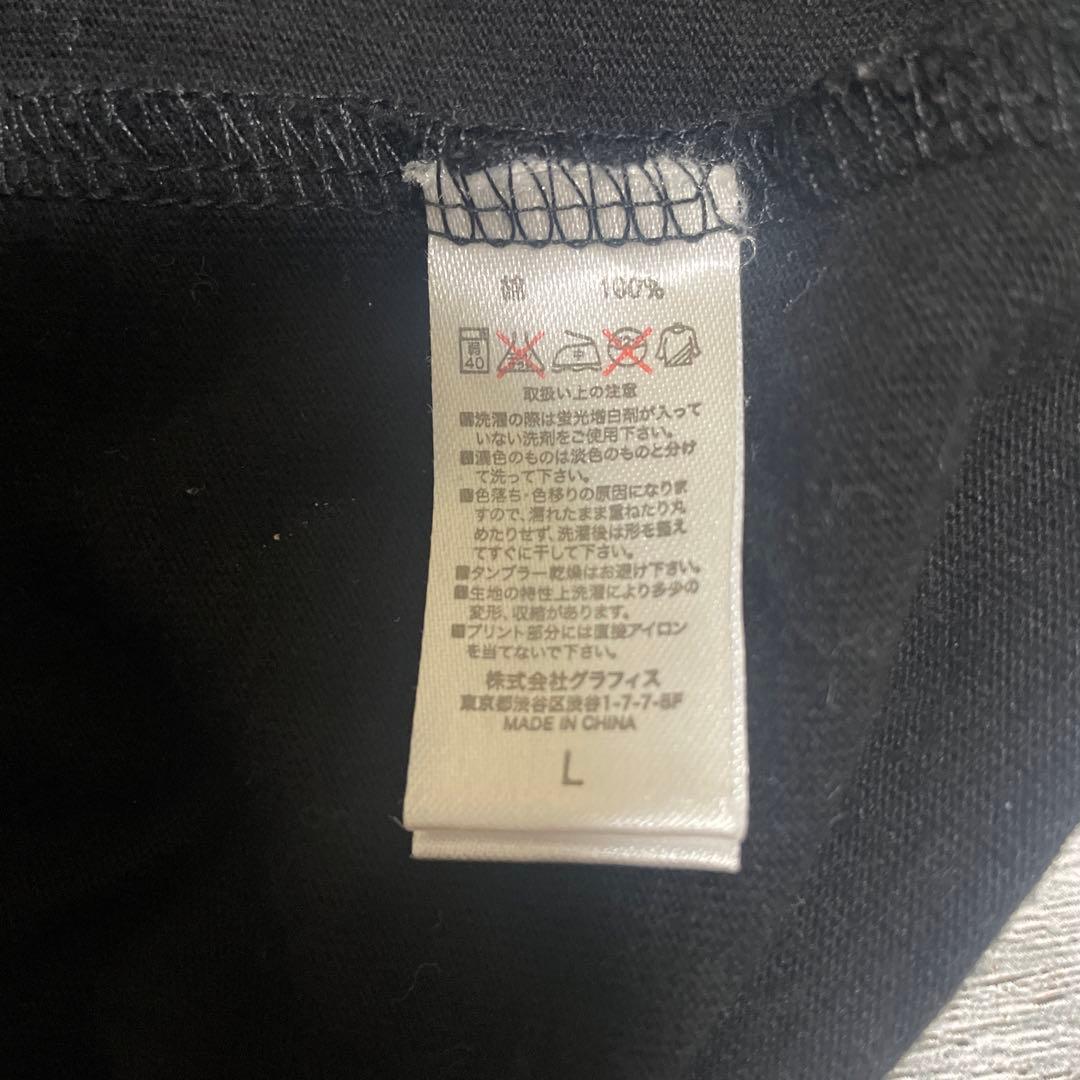 綿 100%
弱 40 中
取扱い上の注意
■洗濯の際は蛍光増白剤が入って
いない洗剤をご使用下さい。
■濃色のものは淡色のものと分け
て洗って下さい。
■色落ち・色移りの原因になりま
すので、濡れたまま重ねたり丸
めたりせず、洗濯後は形を整え
てすぐに干して下さい。
■タンブラー乾燥はお避け下さい。
■生地の特性上洗濯により多少の
変形、収縮があります。
■プリント部分には直接アイロン
を当てないで下さい。
株式会社グラフィス
東京都渋谷区渋谷1-7-7-5F
MADE IN CHINA
L